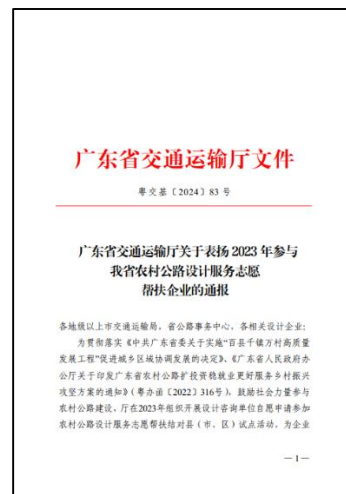 广东省交通运输厅文件
粤交基〔2024〕83 号
广东省交通运输厅关于表扬 2023 年参与
我省农村公路设计服务志愿
帮扶企业的通报
各地级以上市交通运输局，省公路事务中心，各相关设计企业：
为贯彻落实《中共广东省委关于实施“百县千镇万村高质量
发展工程”促进城乡区域协调发展的决定》、《广东省人民政府办
公厅关于印发广东省农村公路扩投资稳就业更好服务乡村振兴
攻坚方案的通知》（粤办函〔2022〕316号），鼓励社会力量参与
农村公路建设，厅在2023年组织开展设计咨询单位自愿申请参加
农村公路设计服务志愿帮扶结对县（市、区）试点活动，为企业
— 1 —